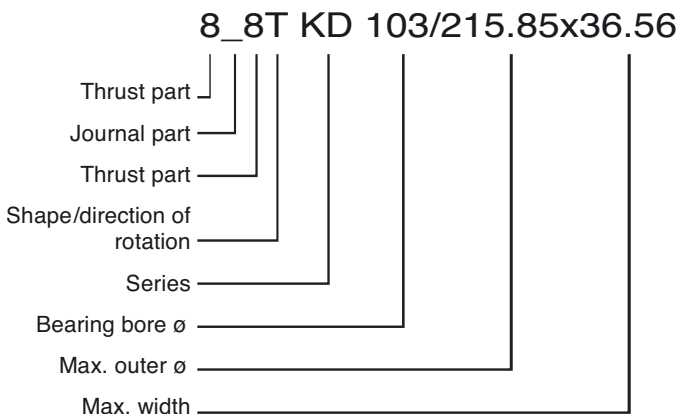 8_8T KD 103/215.85x36.56
Thrust part
Journal part
Thrust part
Shape/direction of
rotation
Series
Bearing bore ø
Max. outer ø
Max. width